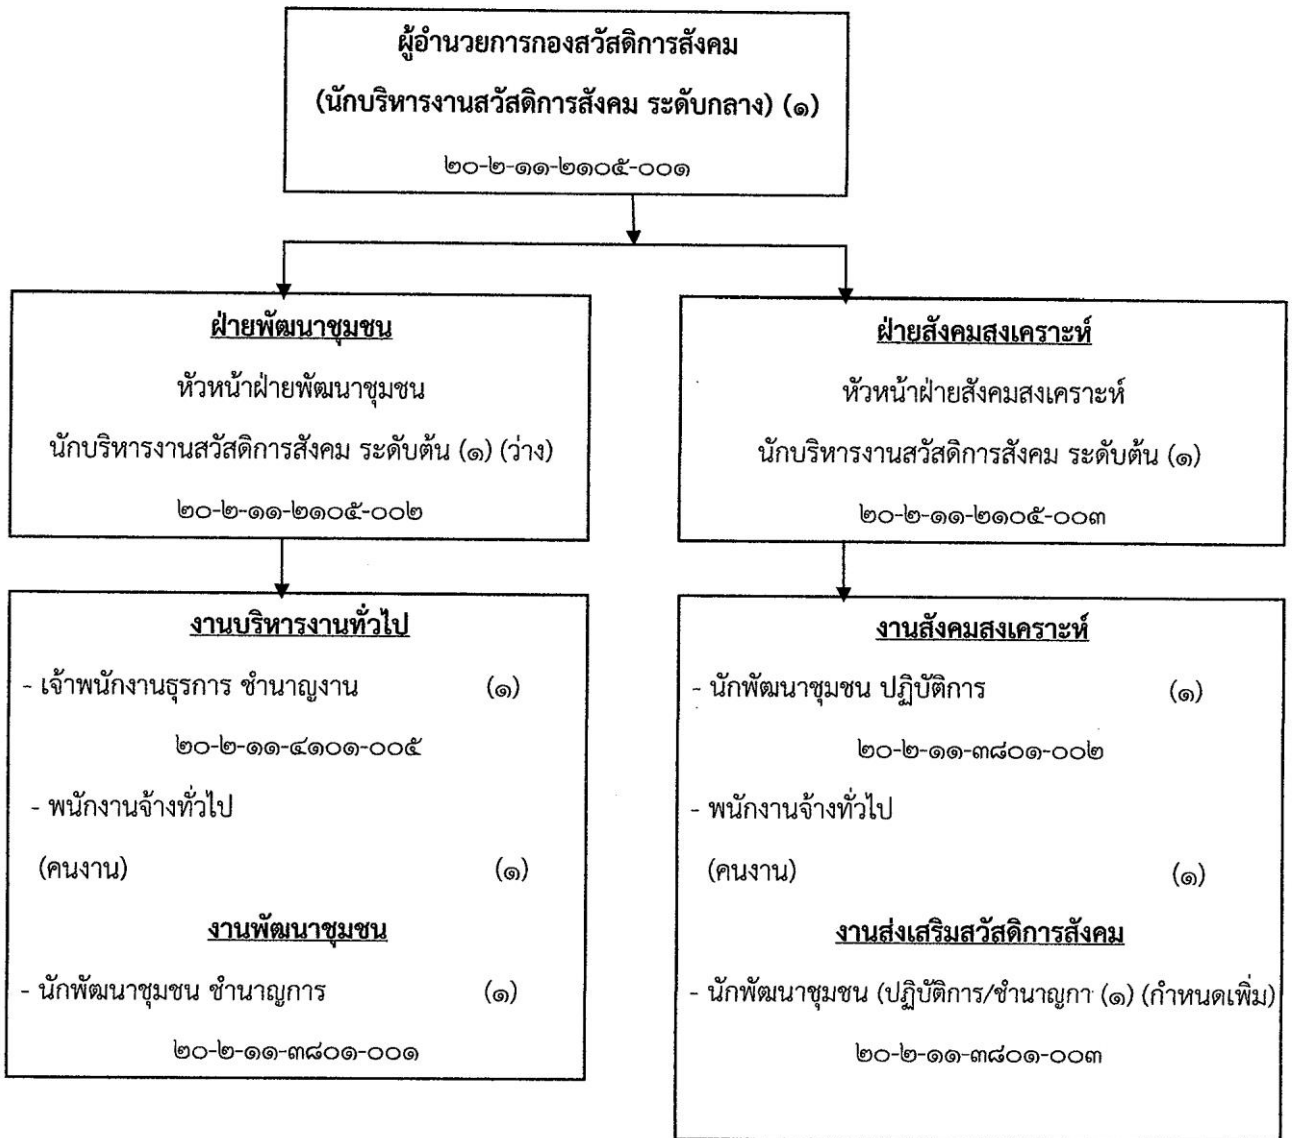 ผู้อำนวยการกองสวัสดิการสังคม
(นักบริหารงานสวัสดิการสังคม ระดับกลาง) (๑)
๒๐-๒-๑๑-๒๑๐๕-๐๐๑
ฝ่ายพัฒนาชุมชน
หัวหน้าฝ่ายพัฒนาชุมชน
นักบริหารงานสวัสดิการสังคม ระดับต้น (๑) (ว่าง)
๒๐-๒-๑๑-๒๑๐๕-๐๐๒
งานบริหารงานทั่วไป
- เจ้าพนักงานธุรการ ชำนาญงาน (๑)
๒๐-๒-๑๑-๔๑๐๑-๐๐๕
- พนักงานจ้างทั่วไป
(คนงาน) (๑)
งานพัฒนาชุมชน
- นักพัฒนาชุมชน ชำนาญการ (๑)
๒๐-๒-๑๑-๓๘๐๑-๐๐๑
ฝ่ายสังคมสงเคราะห์
หัวหน้าฝ่ายสังคมสงเคราะห์
นักบริหารงานสวัสดิการสังคม ระดับต้น (๑)
๒๐-๒-๑๑-๒๑๐๕-๐๐๓
งานสังคมสงเคราะห์
- นักพัฒนาชุมชน ปฏิบัติการ (๑)
๒๐-๒-๑๑-๓๘๐๑-๐๐๒
- พนักงานจ้างทั่วไป
(คนงาน) (๑)
งานส่งเสริมสวัสดิการสังคม
- นักพัฒนาชุมชน (ปฏิบัติการ/ชำนาญกา (๑) (กำหนดเพิ่ม)
๒๐-๒-๑๑-๓๘๐๑-๐๐๓